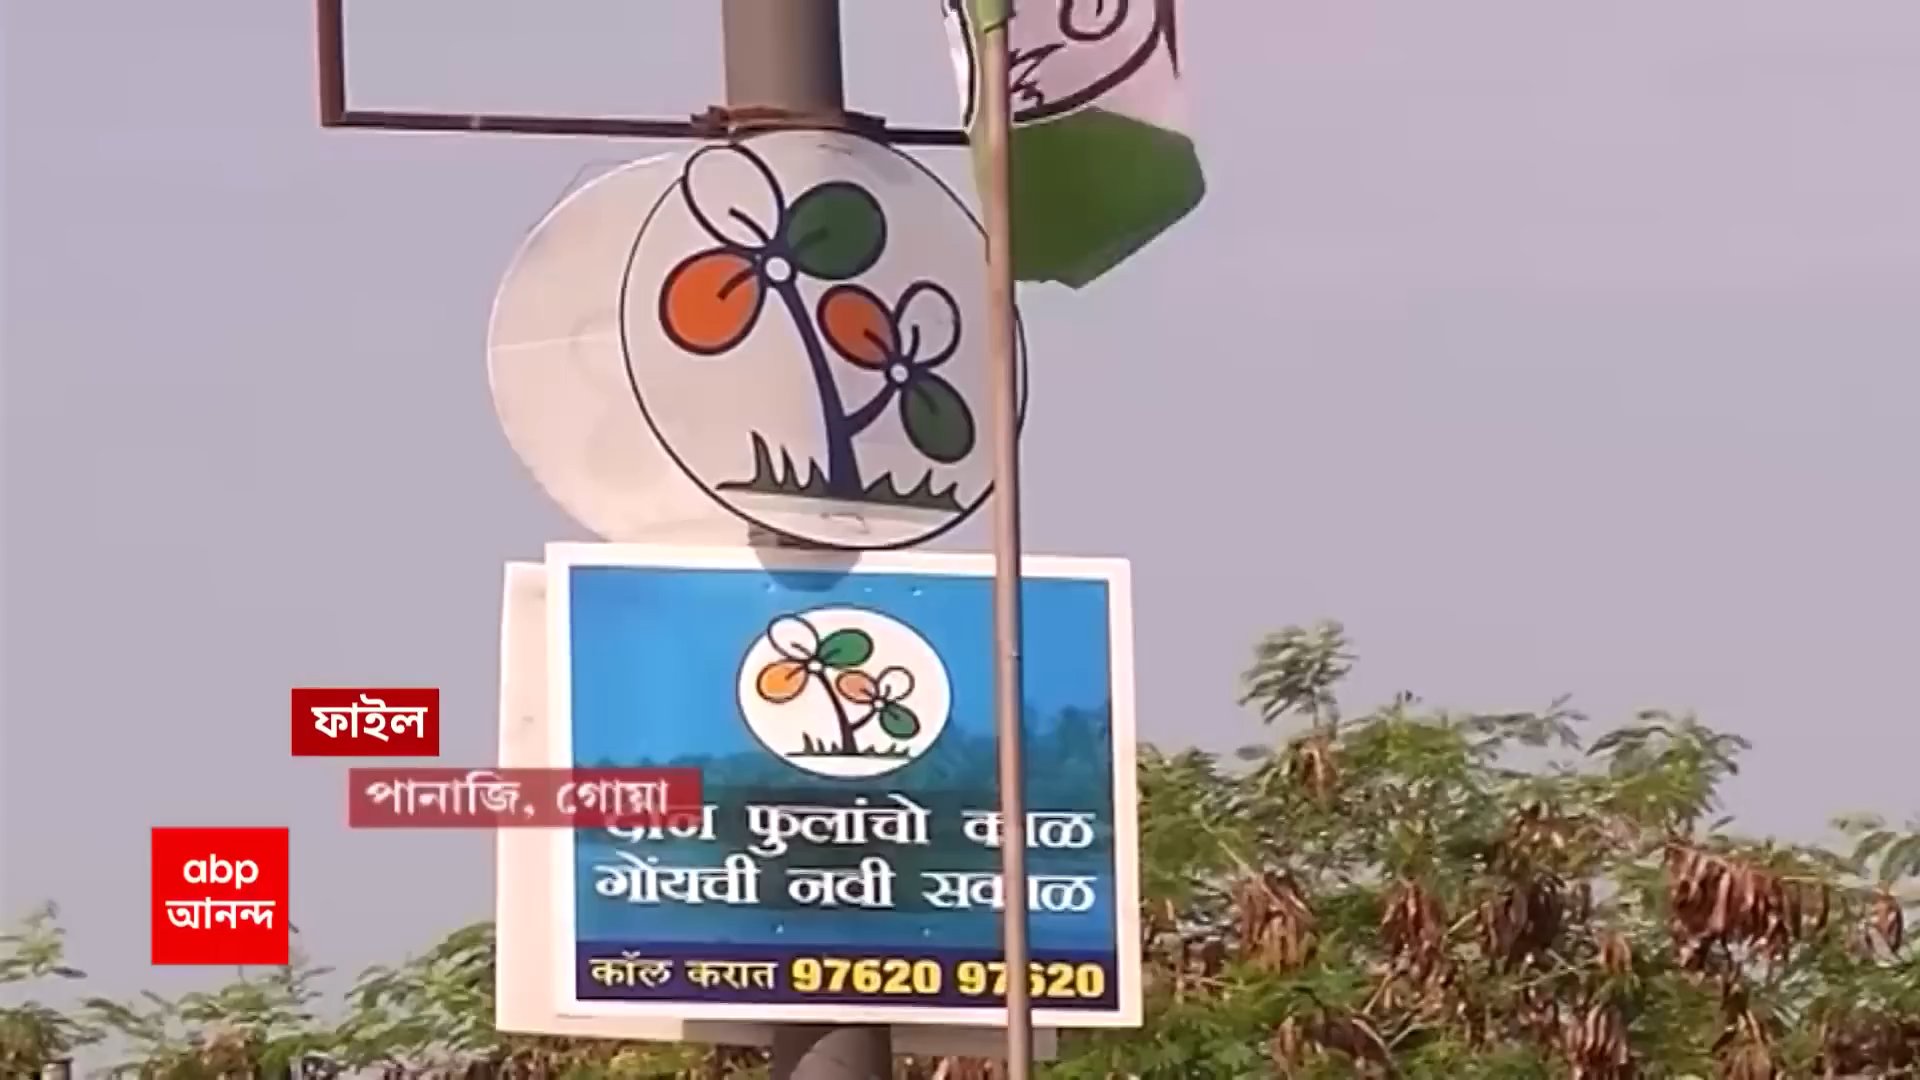 ফাইল
পানাজি, গোয়া
abp
আনন্দ
फुलांचो काळ
गोंयची नवी सकाळ
कॉल करात 97620 97620